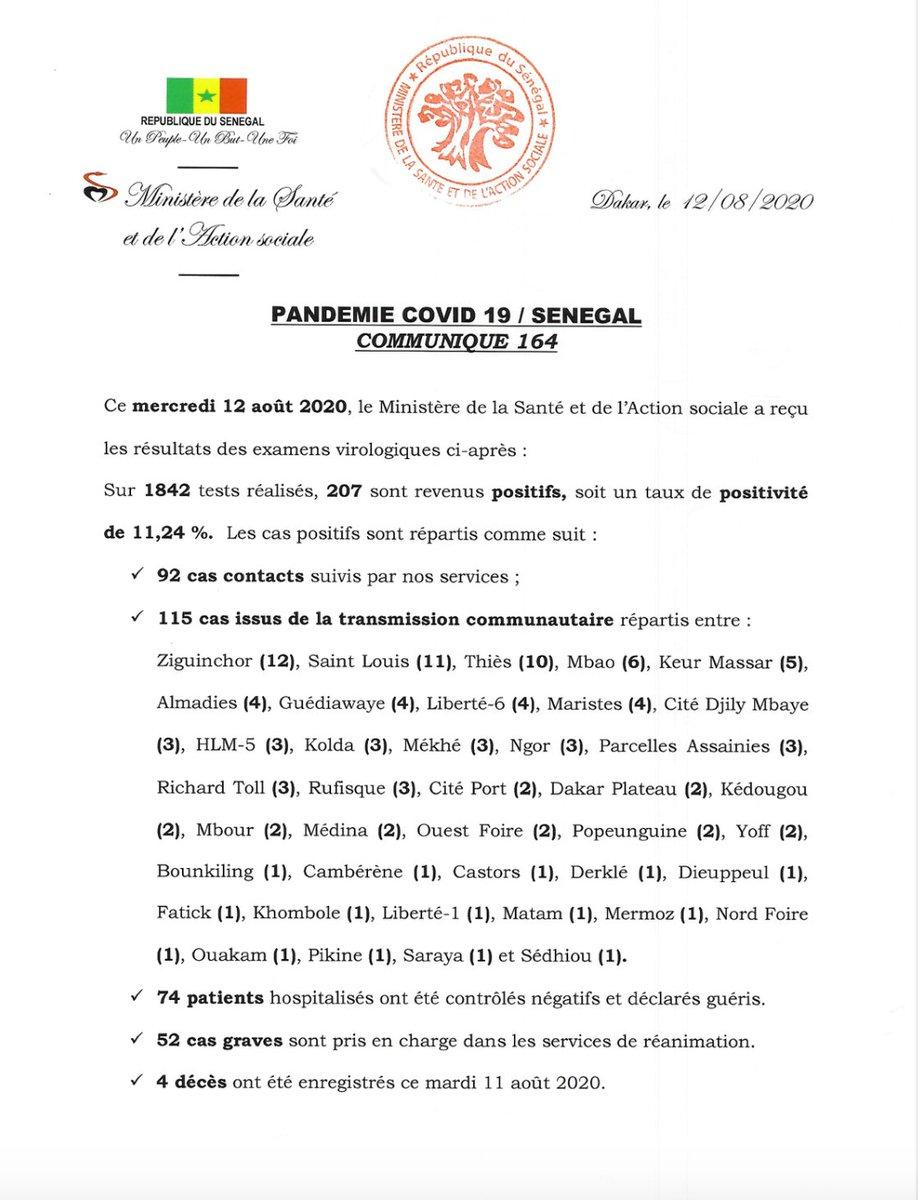 REPUBLIQUE DU SENEGAL
Un Peuple-Un But-Une Foi
Ministère de la Santé
et de l'Action sociale
★ République du Sénégal ★
MINISTERE DE LA SANTE ET DE L'ACTION SOCIALE
Dakar, le 12/08/2020
PANDEMIE COVID 19 / SENEGAL
COMMUNIQUE 164
Ce mercredi 12 août 2020, le Ministère de la Santé et de l'Action sociale a reçu
les résultats des examens virologiques ci-après :
Sur 1842 tests réalisés, 207 sont revenus positifs, soit un taux de positivité
de 11,24 %. Les cas positifs sont répartis comme suit :
✓ 92 cas contacts suivis par nos services ;
✓ 115 cas issus de la transmission communautaire répartis entre :
Ziguinchor (12), Saint Louis (11), Thiès (10), Mbao (6), Keur Massar (5),
Almadies (4), Guédiawaye (4), Liberté-6 (4), Maristes (4), Cité Djily Mbaye
(3), HLM-5 (3), Kolda (3), Mékhé (3), Ngor (3), Parcelles Assainies (3),
Richard Toll (3), Rufisque (3), Cité Port (2), Dakar Plateau (2), Kédougou
(2), Mbour (2), Médina (2), Ouest Foire (2), Popeunguine (2), Yoff (2),
Bounkiling (1), Cambérène (1), Castors (1), Derklé (1), Dieuppeul (1),
Fatick (1), Khombole (1), Liberté-1 (1), Matam (1), Mermoz (1), Nord Foire
(1), Ouakam (1), Pikine (1), Saraya (1) et Sédhiou (1).
✓ 74 patients hospitalisés ont été contrôlés négatifs et déclarés guéris.
✓ 52 cas graves sont pris en charge dans les services de réanimation.
✓ 4 décès ont été enregistrés ce mardi 11 août 2020.